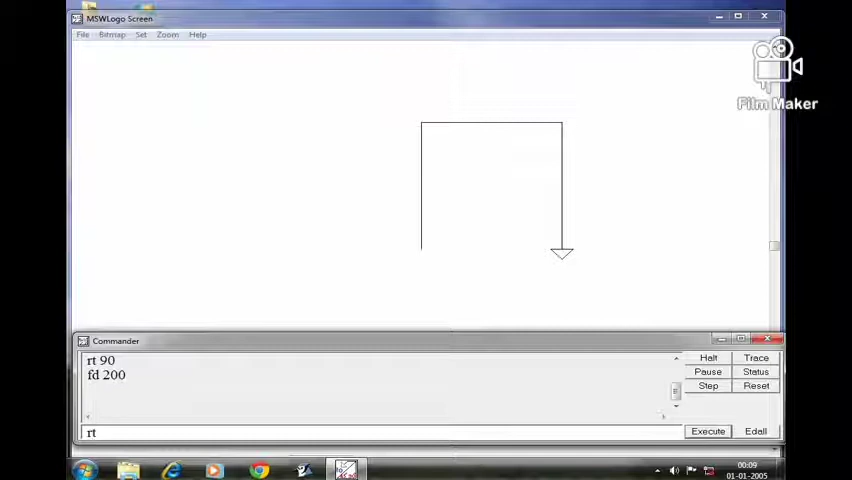 MSWLogo Screen
File Bitmap Set Zoom Help
Film Maker
Commander
rt 90
fd 200
Halt Trace
Pause Status
Step Reset
rt
Execute Edall
00:09
01-01-2005